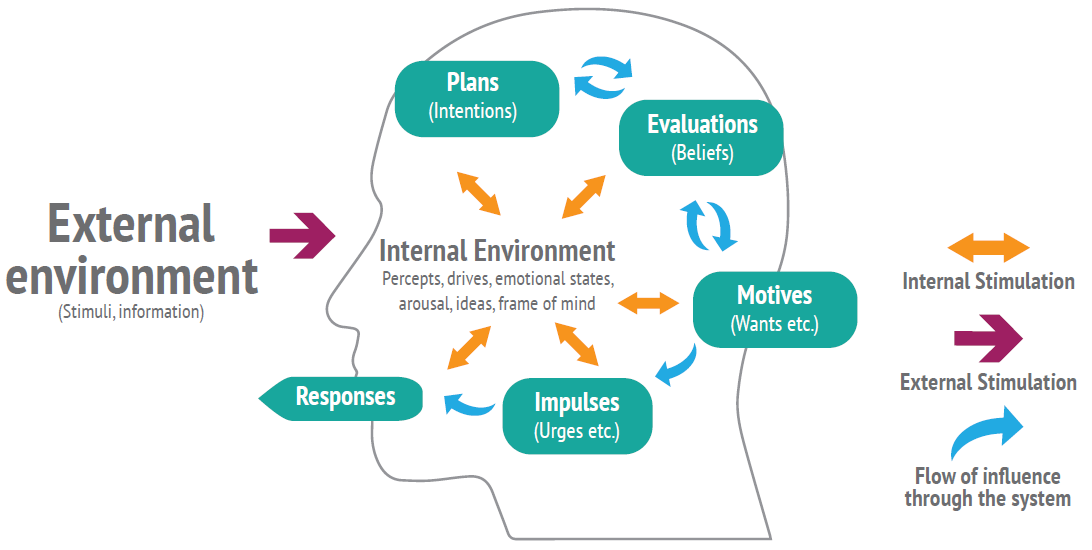 Plans
(Intentions)
Evaluations
(Beliefs)
External
environment
(Stimuli, information)
Internal Environment
Percepts, drives, emotional states,
arousal, ideas, frame of mind
Motives
(Wants etc.)
Responses
Impulses
(Urges etc.)
Internal Stimulation
External Stimulation
Flow of influence
through the system